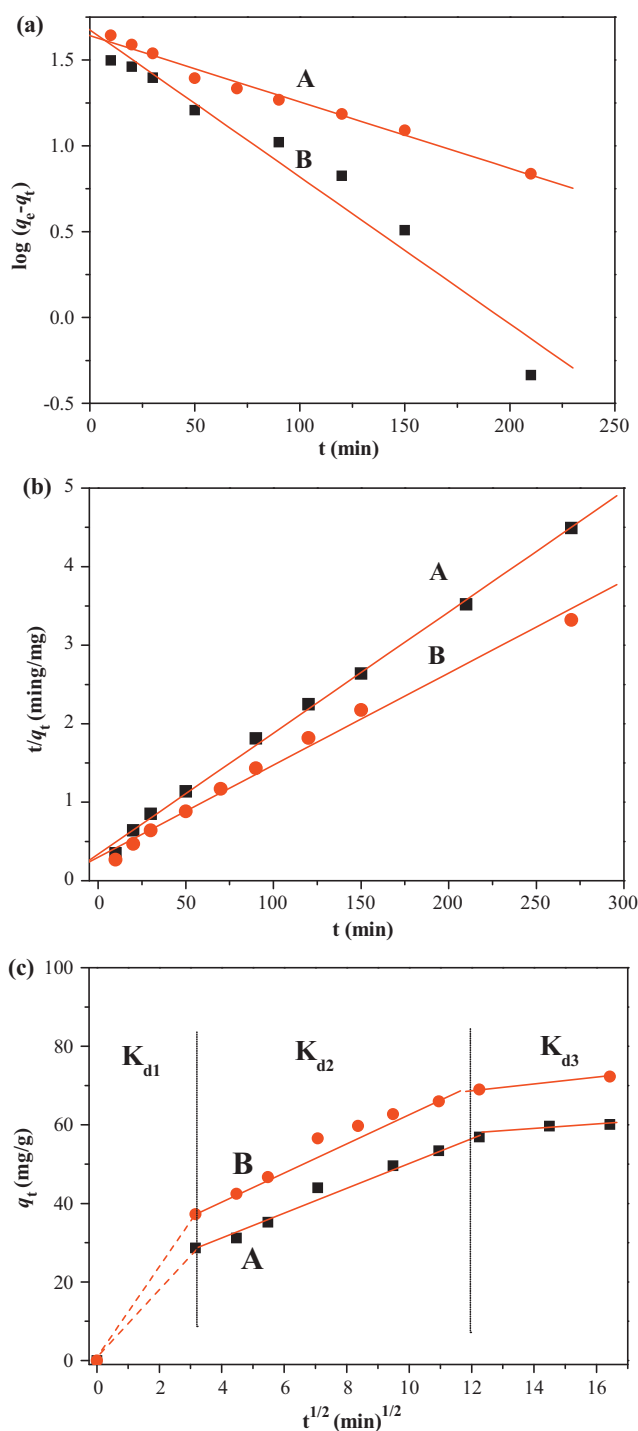 (a)
1.5
1.0
0.5
0.0
-0.5
log (qe-qt)
A
B
0 50 100 150 200 250
t (min)
(b)
5
4
3
2
1
0
t/qt (ming/mg)
A
B
0 50 100 150 200 250 300
t (min)
(c)
100
80
60
40
20
0
qt (mg/g)
Kd1
Kd2
Kd3
B
A
0 2 4 6 8 10 12 14 16
t1/2 (min)1/2